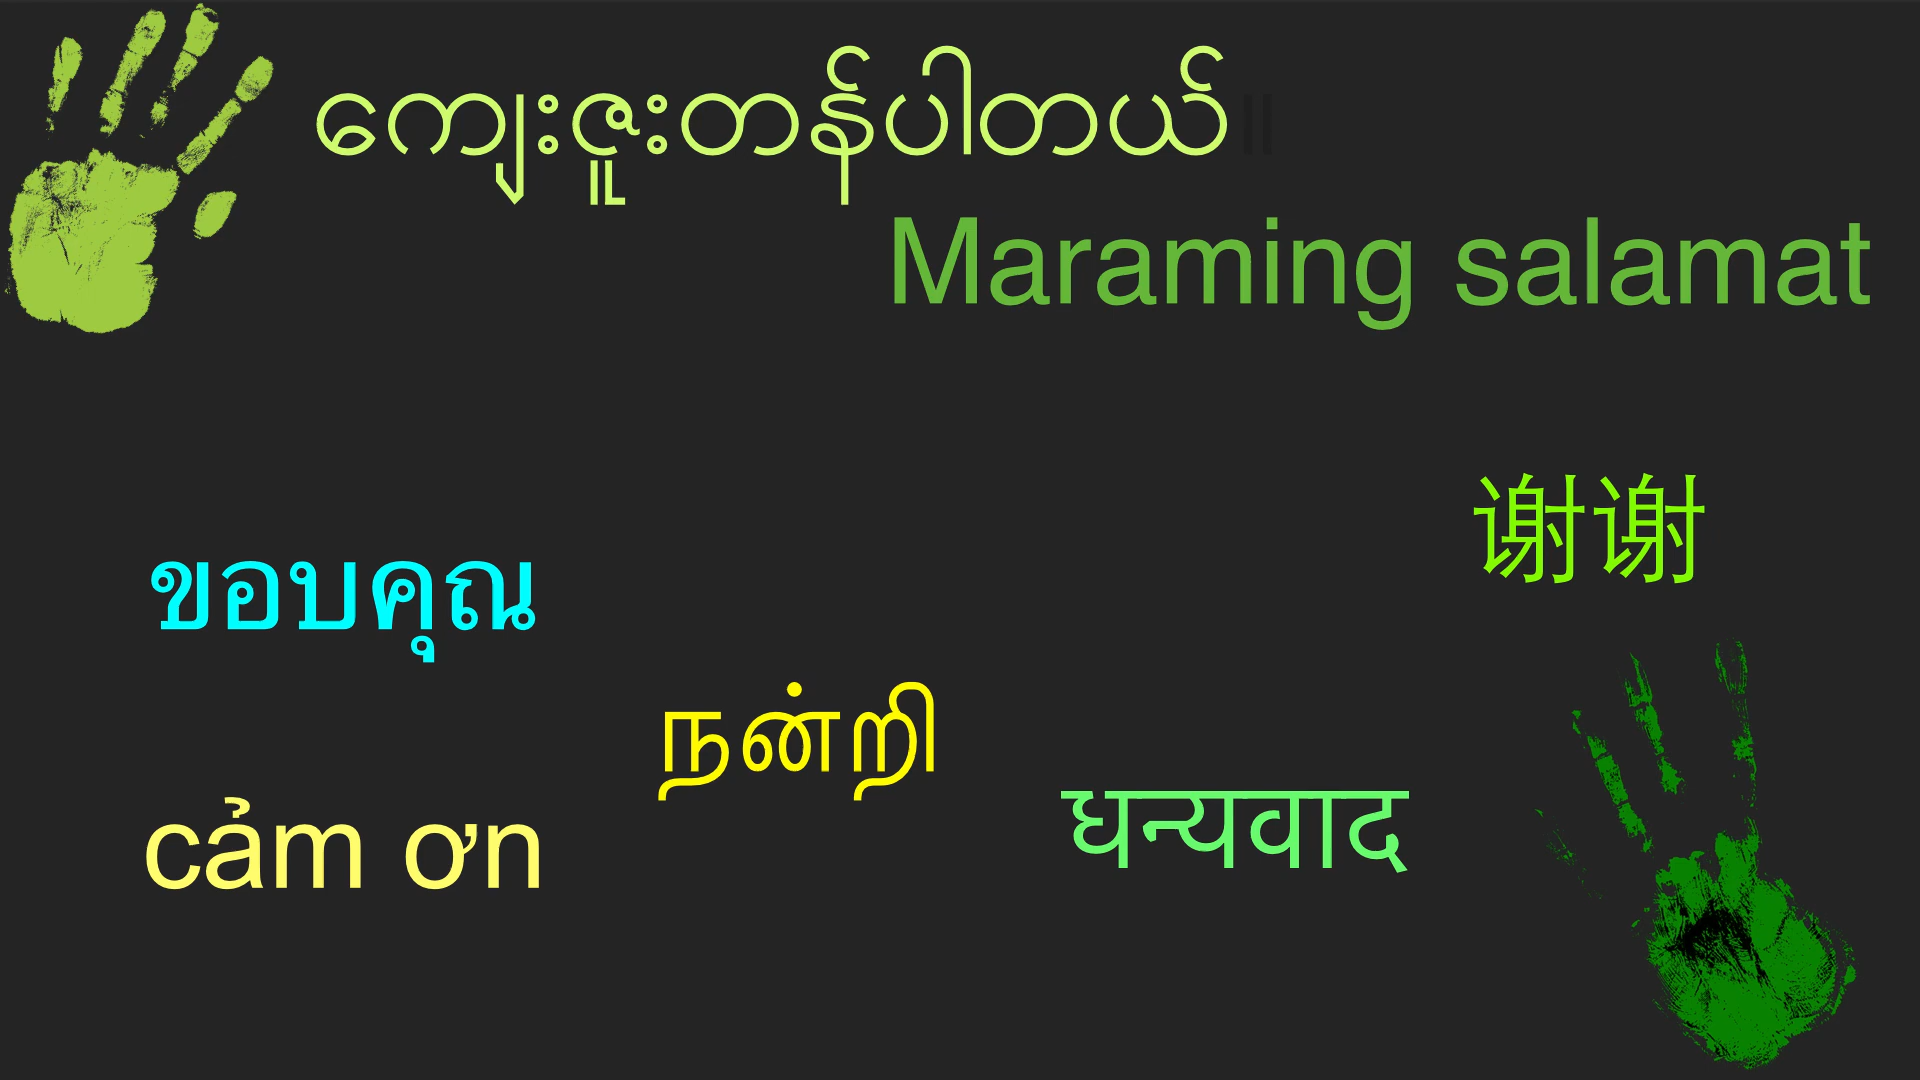 ကျေးဇူးတန်ပါတယ်။
Maraming salamat
谢谢
ขอบคุณ
நன்றி
धन्यवाद
cảm ơn